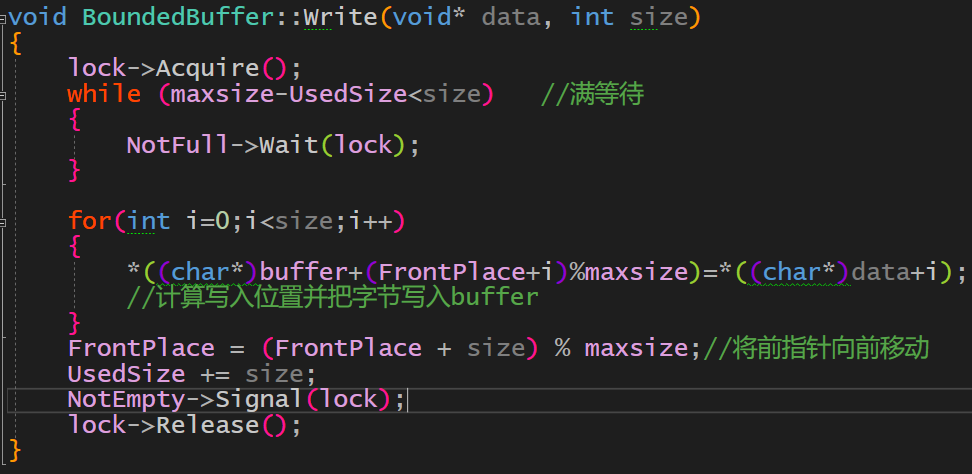 void BoundedBuffer::Write(void* data, int size)
{
    lock->Acquire();
    while (maxsize-UsedSize<size)   //满等待
    {
        NotFull->Wait(lock);
    }

    for(int i=0;i<size;i++)
    {
        *((char*)buffer+(FrontPlace+i)%maxsize)=*((char*)data+i);
        //计算写入位置并把字节写入buffer
    }
    FrontPlace = (FrontPlace + size) % maxsize;//将前指针向前移动
    UsedSize += size;
    NotEmpty->Signal(lock);
    lock->Release();
}